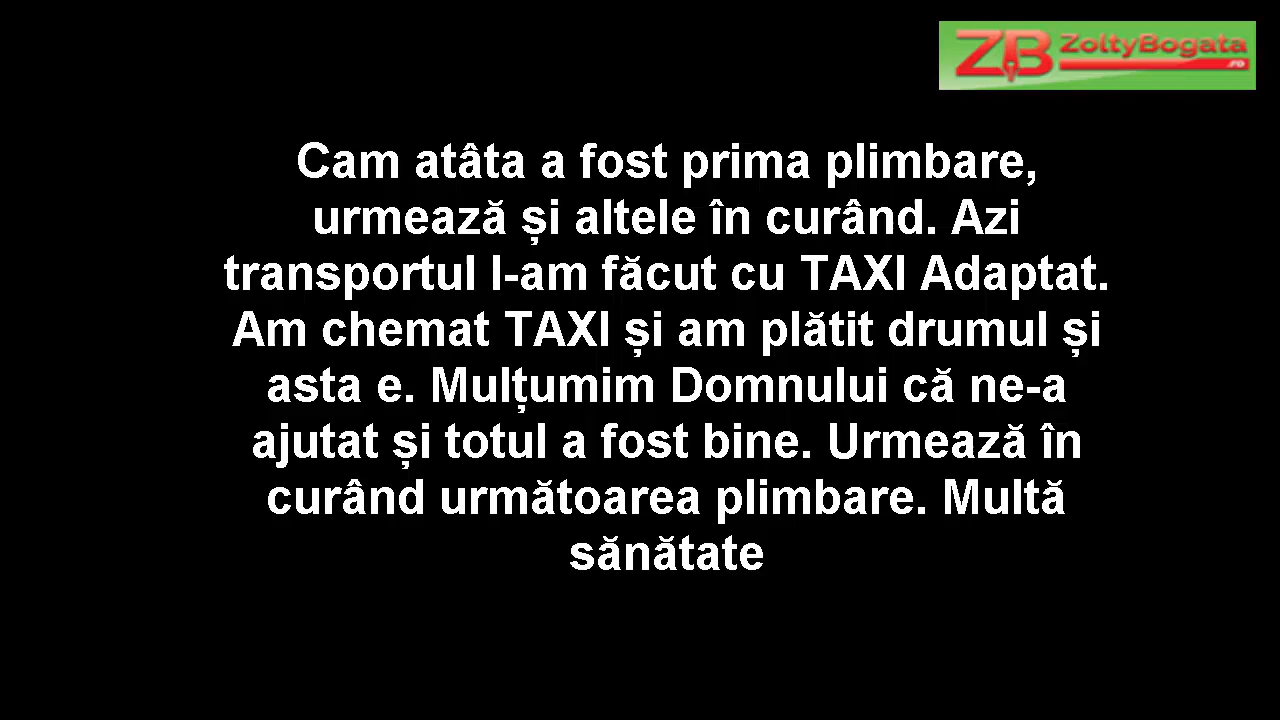 ZB ZoltyBogata
.ro
Cam atâta a fost prima plimbare,
urmează și altele în curând. Azi
transportul l-am făcut cu TAXI Adaptat.
Am chemat TAXI și am plătit drumul și
asta e. Mulțumim Domnului că ne-a
ajutat și totul a fost bine. Urmează în
curând următoarea plimbare. Multă
sănătate